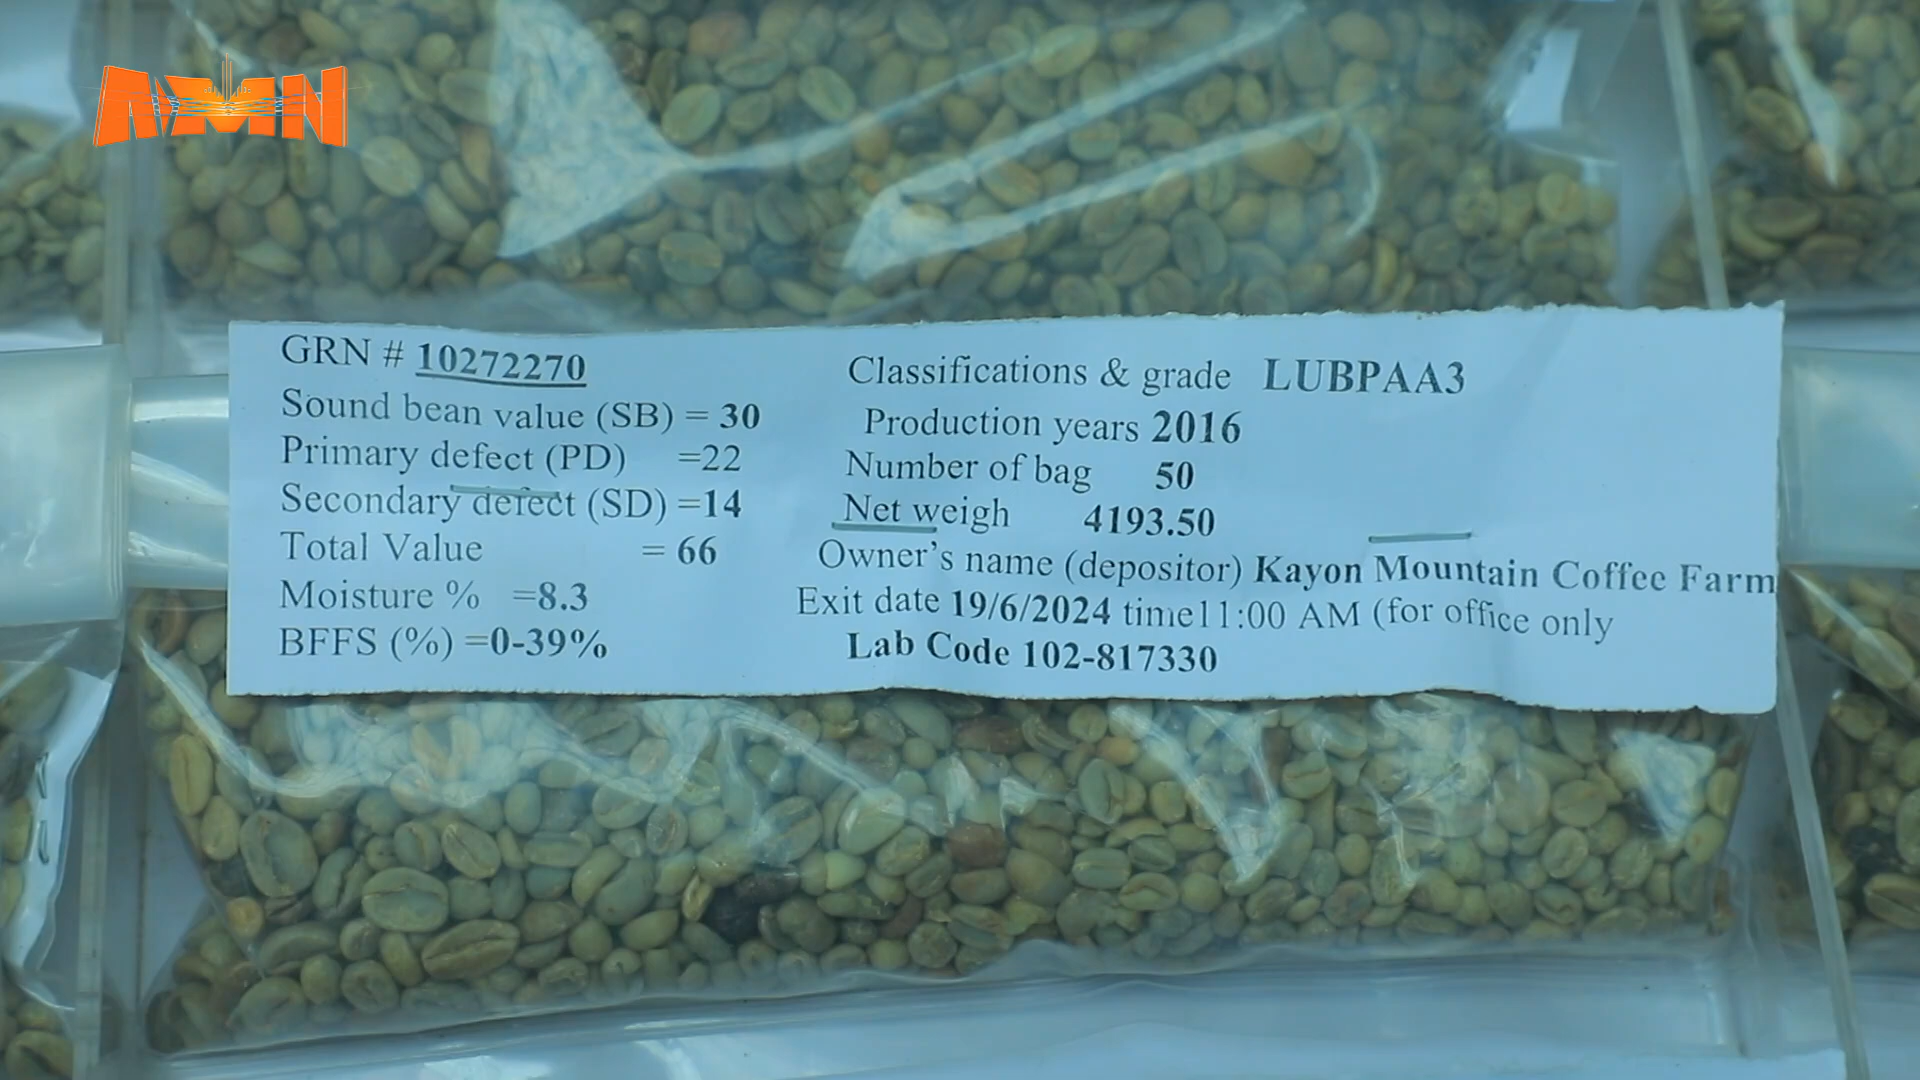 AMN
GRN # 10272270
Sound bean value (SB) = 30
Primary defect (PD) =22
Secondary defect (SD) =14
Total Value = 66
Moisture % =8.3
BFFS (%) =0-39%
Classifications & grade LUBPAA3
Production years 2016
Number of bag 50
Net weigh 4193.50
Owner's name (depositor) Kayon Mountain Coffee Farm
Exit date 19/6/2024 time11:00 AM (for office only
Lab Code 102-817330